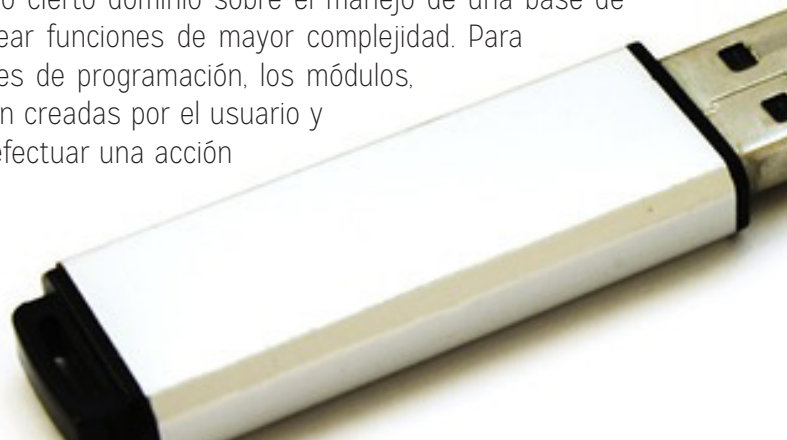 o cierto dominio sobre el manejo de una base de
ear funciones de mayor complejidad. Para
es de programación, los módulos,
n creadas por el usuario y
efectuar una acción